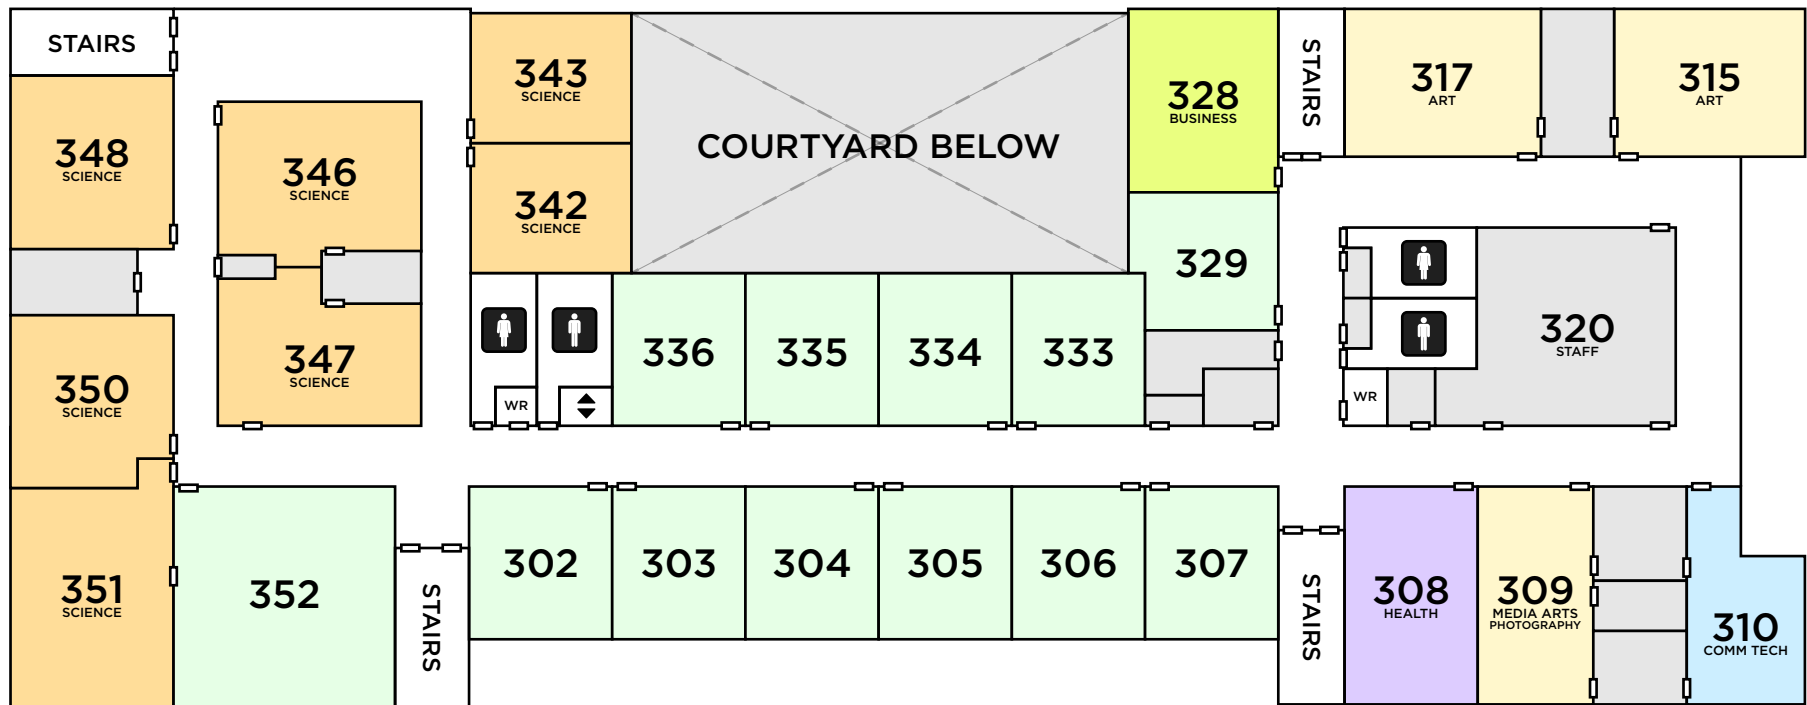 STAIRS
343
SCIENCE
328
BUSINESS
STAIRS
317
ART
315
ART
348
SCIENCE
346
SCIENCE
COURTYARD BELOW
342
SCIENCE
329
347
SCIENCE
336
335
334
333
320
STAFF
350
SCIENCE
WR
WR
351
SCIENCE
352
STAIRS
302
303
304
305
306
307
STAIRS
308
HEALTH
309
MEDIA ARTS
PHOTOGRAPHY
310
COMM TECH